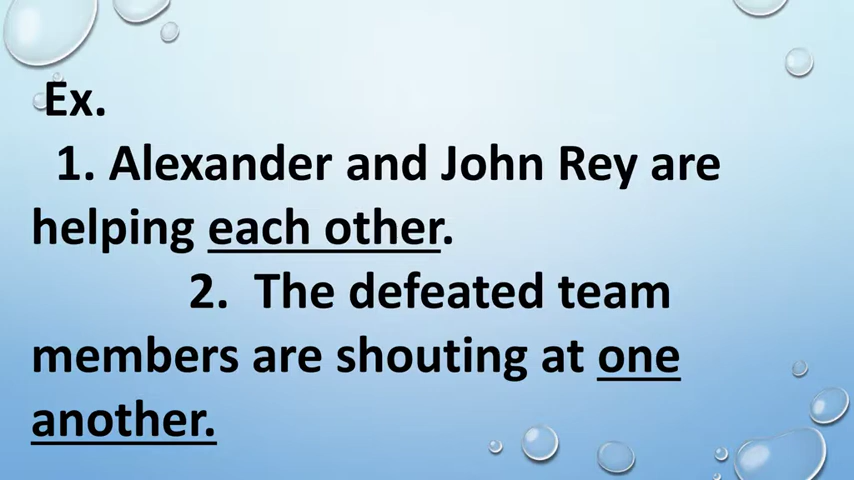 Ex.
1. Alexander and John Rey are
helping each other.
2. The defeated team
members are shouting at one
another.